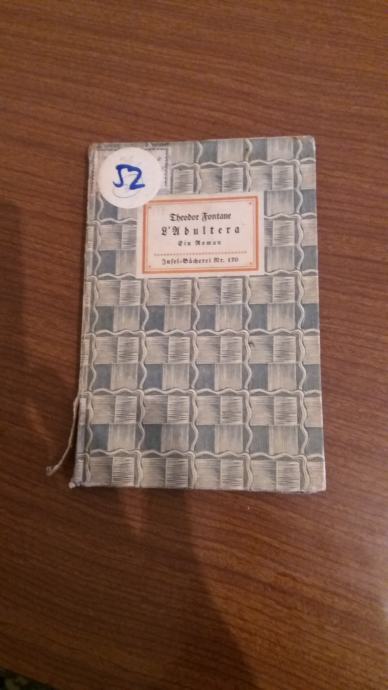 52
Theodor Fontane
L'Adultera
Ein Roman
Insel-Bücherei Nr. 170